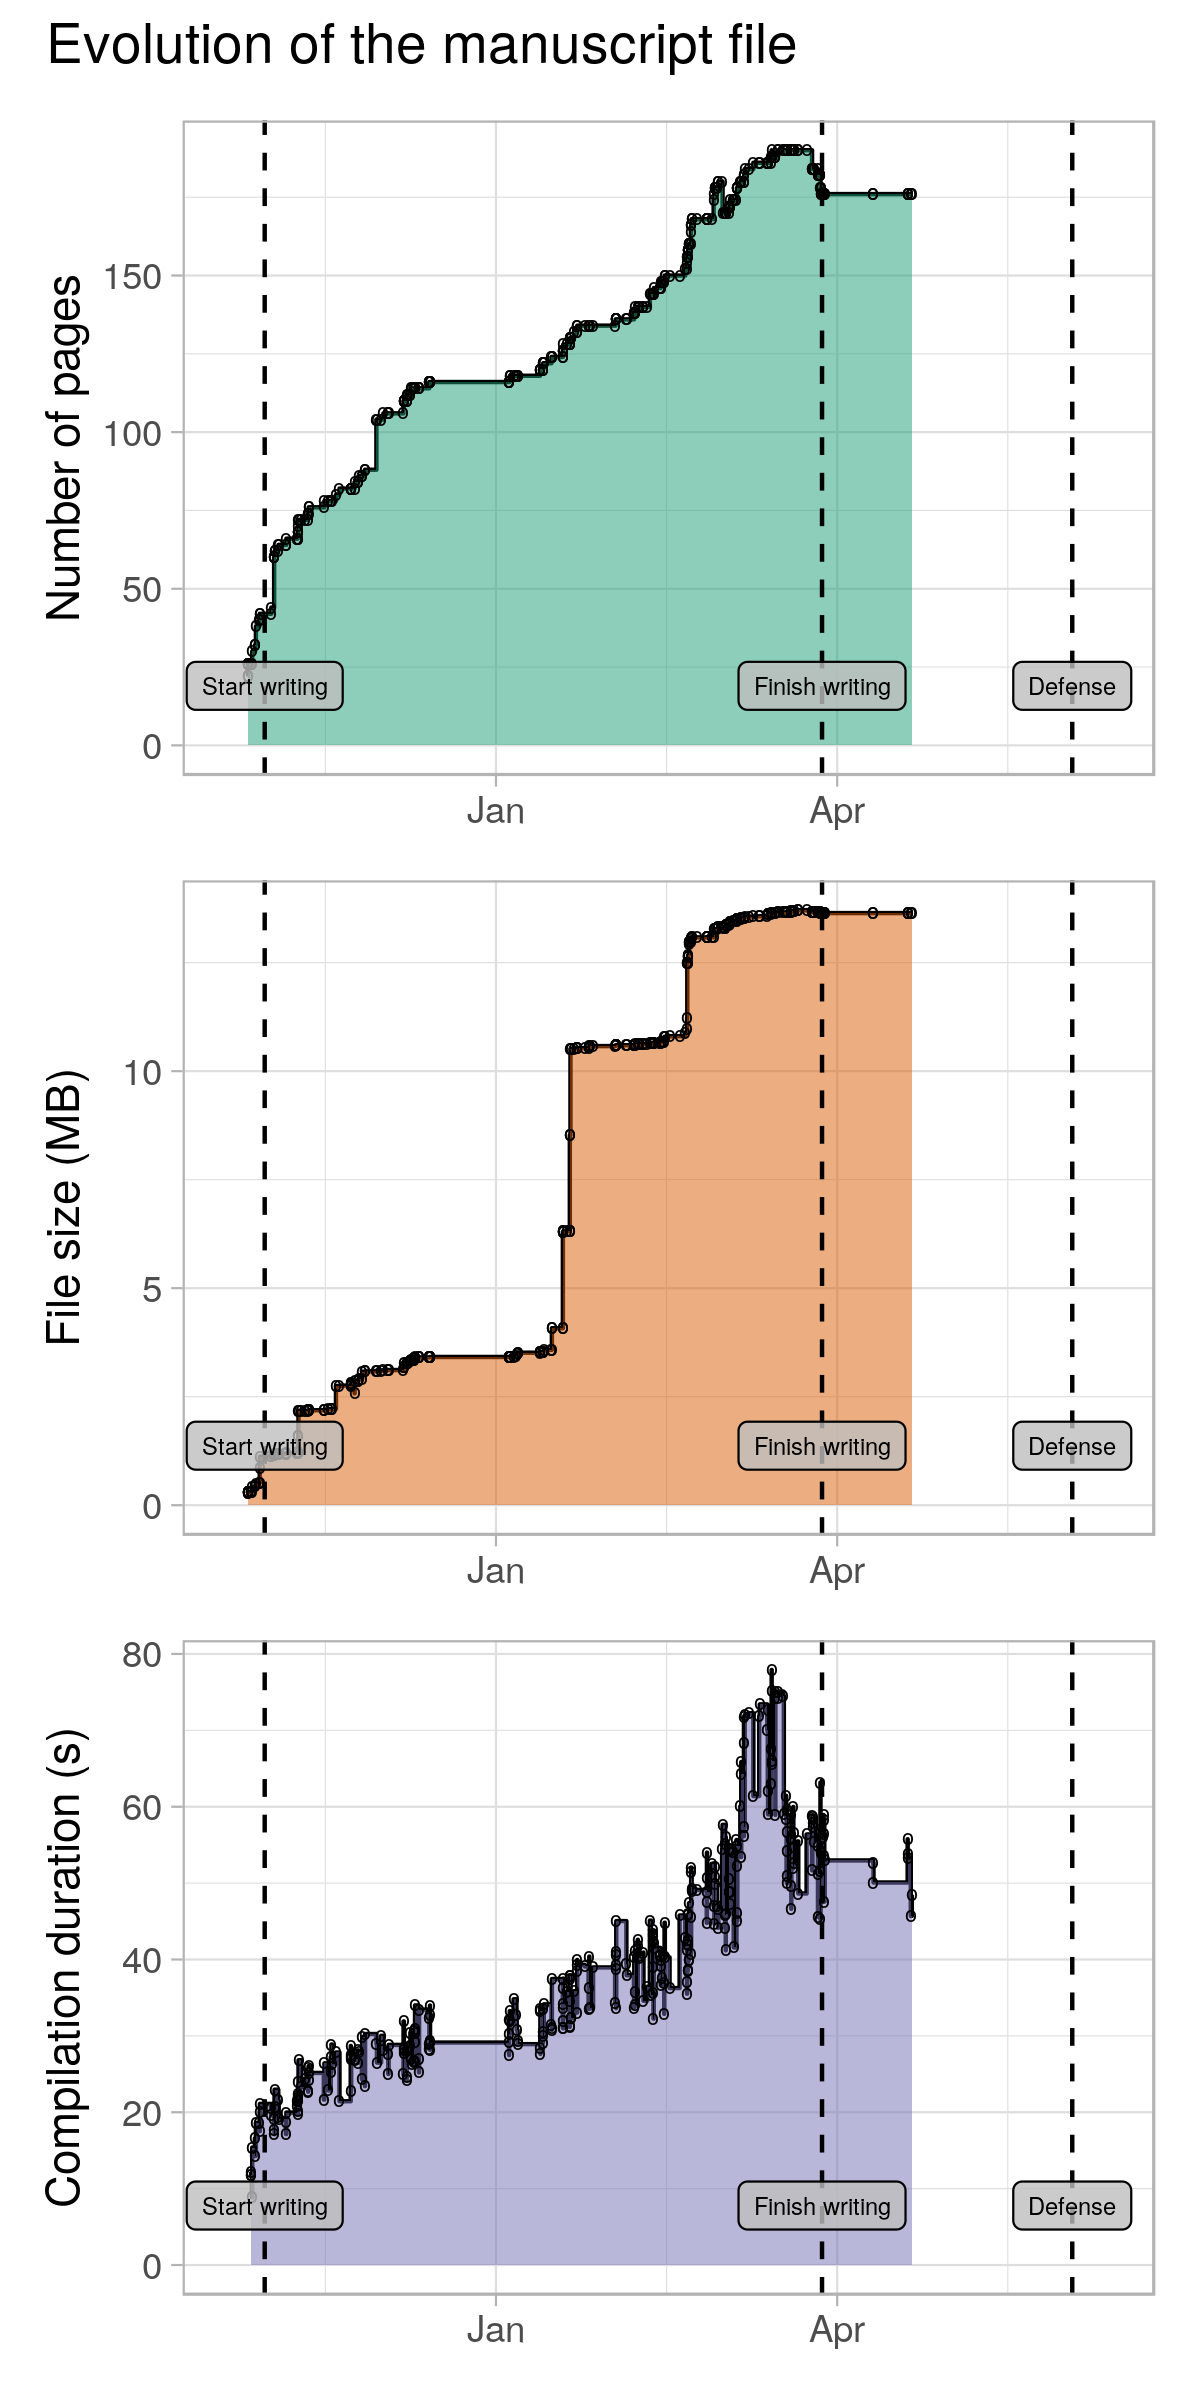 Evolution of the manuscript file
Number of pages
150
100
50
0
Start writing
Finish writing
Defense
Jan
Apr
File size (MB)
10
5
0
Start writing
Finish writing
Defense
Jan
Apr
Compilation duration (s)
80
60
40
20
0
Start writing
Finish writing
Defense
Jan
Apr